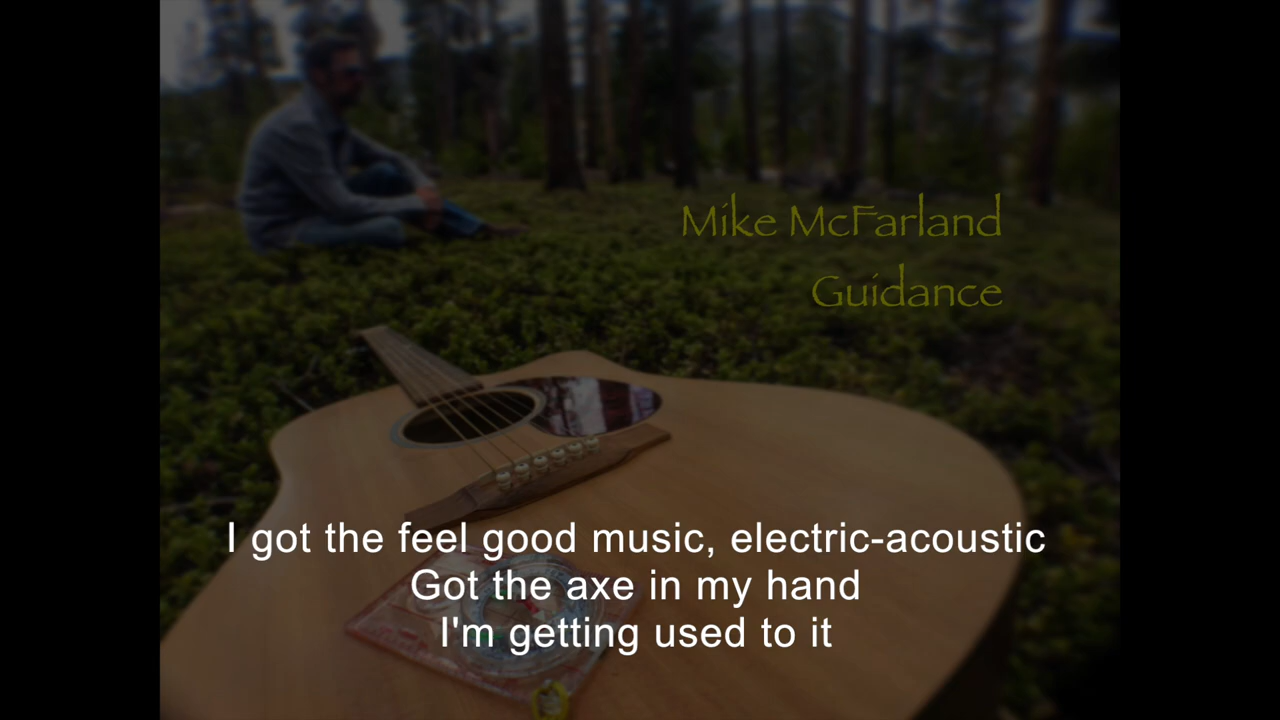 Mike McFarland
Guidance
I got the feel good music, electric-acoustic
Got the axe in my hand
I'm getting used to it